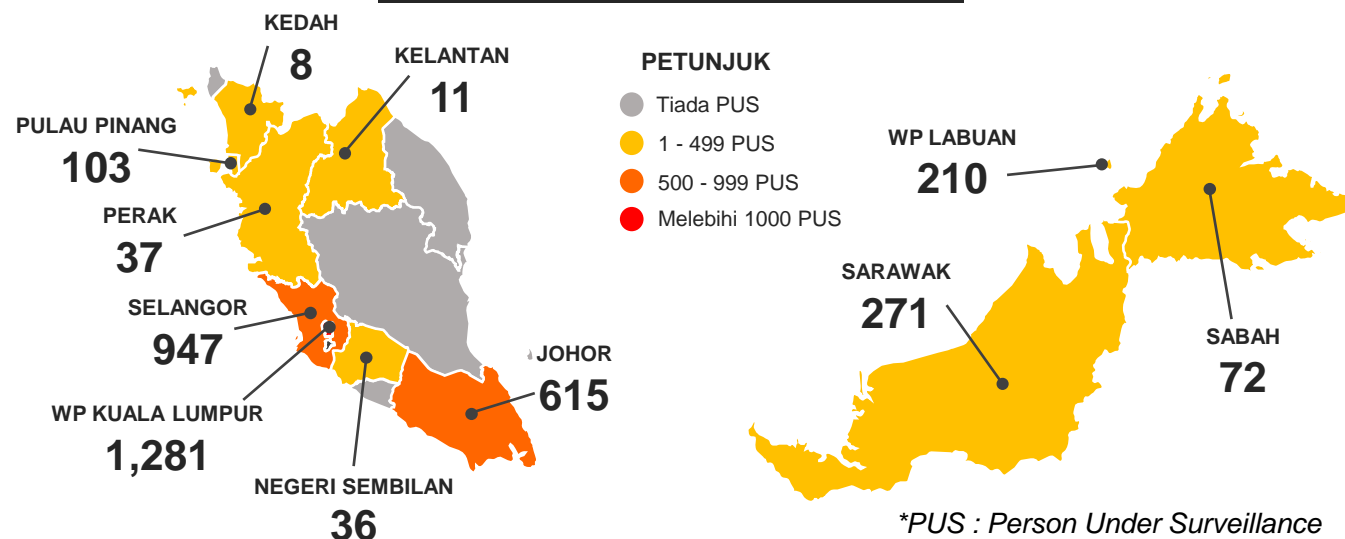 KEDAH
8
KELANTAN
11
PULAU PINANG
103
PERAK
37
SELANGOR
947
WP KUALA LUMPUR
1,281
NEGERI SEMBILAN
36
JOHOR
615
PETUNJUK
Tiada PUS
1 - 499 PUS
500 - 999 PUS
Melebihi 1000 PUS
WP LABUAN
210
SARAWAK
271
SABAH
72
*PUS : Person Under Surveillance